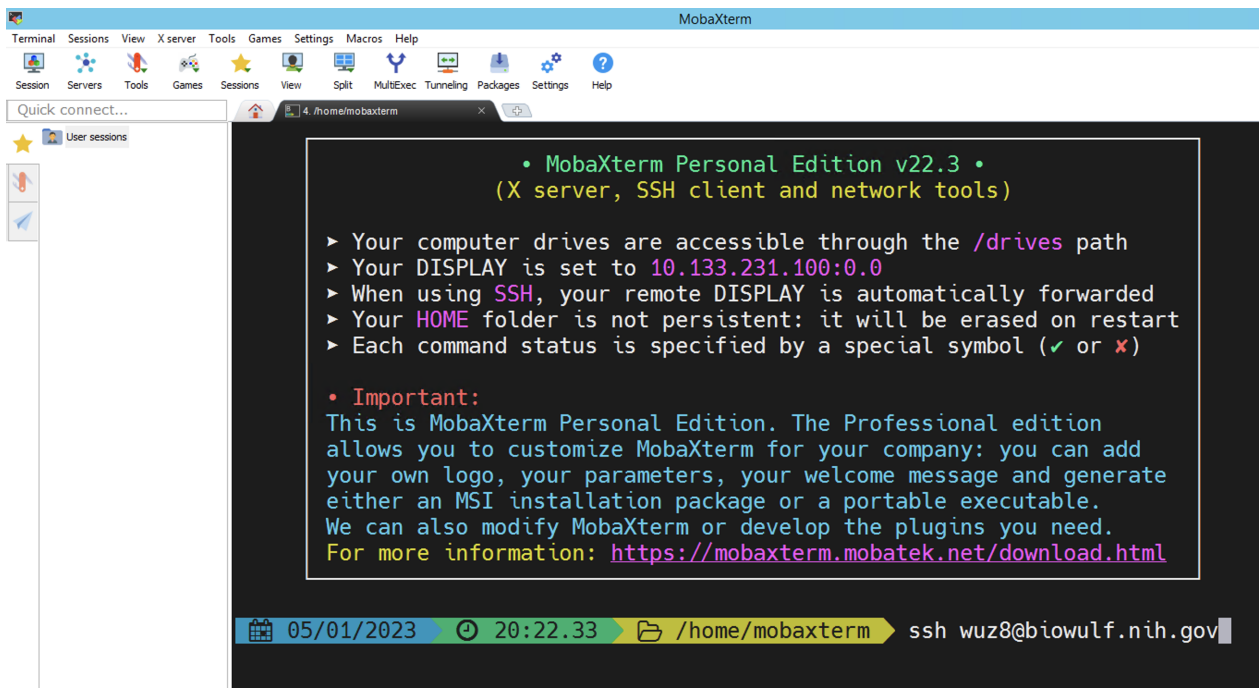 MobaXterm
Terminal Sessions View X server Tools Games Settings Macros Help
Session Servers Tools Games Sessions View Split MultiExec Tunneling Packages Settings Help
Quick connect...
4. /home/mobaxterm
User sessions
• MobaXterm Personal Edition v22.3 •
(X server, SSH client and network tools)
➤ Your computer drives are accessible through the /drives path
➤ Your DISPLAY is set to 10.133.231.100:0.0
➤ When using SSH, your remote DISPLAY is automatically forwarded
➤ Your HOME folder is not persistent: it will be erased on restart
➤ Each command status is specified by a special symbol (✔ or ✘)
• Important:
This is MobaXterm Personal Edition. The Professional edition
allows you to customize MobaXterm for your company: you can add
your own logo, your parameters, your welcome message and generate
either an MSI installation package or a portable executable.
We can also modify MobaXterm or develop the plugins you need.
For more information: https://mobaxterm.mobatek.net/download.html
05/01/2023 20:22.33 /home/mobaxterm ssh wuz8@biowulf.nih.gov